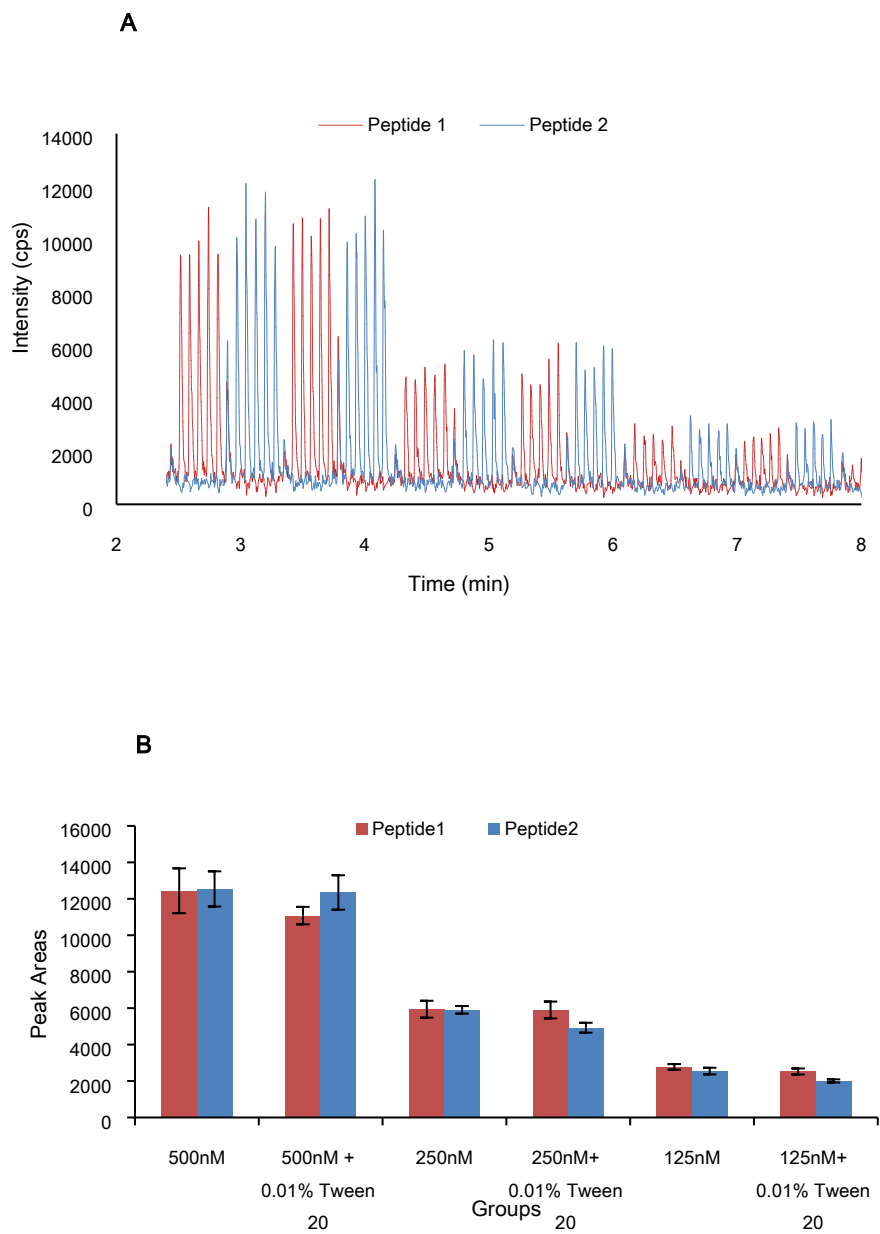 A
Peptide 1
Peptide 2
14000
12000
10000
8000
6000
4000
2000
0
Intensity (cps)
2
3
4
5
6
7
8
Time (min)
B
Peptide1
Peptide2
16000
14000
12000
10000
8000
6000
4000
2000
0
Peak Areas
500nM
500nM +
0.01% Tween
20
250nM
250nM+
0.01% Tween
20
125nM
125nM+
0.01% Tween
20
Groups